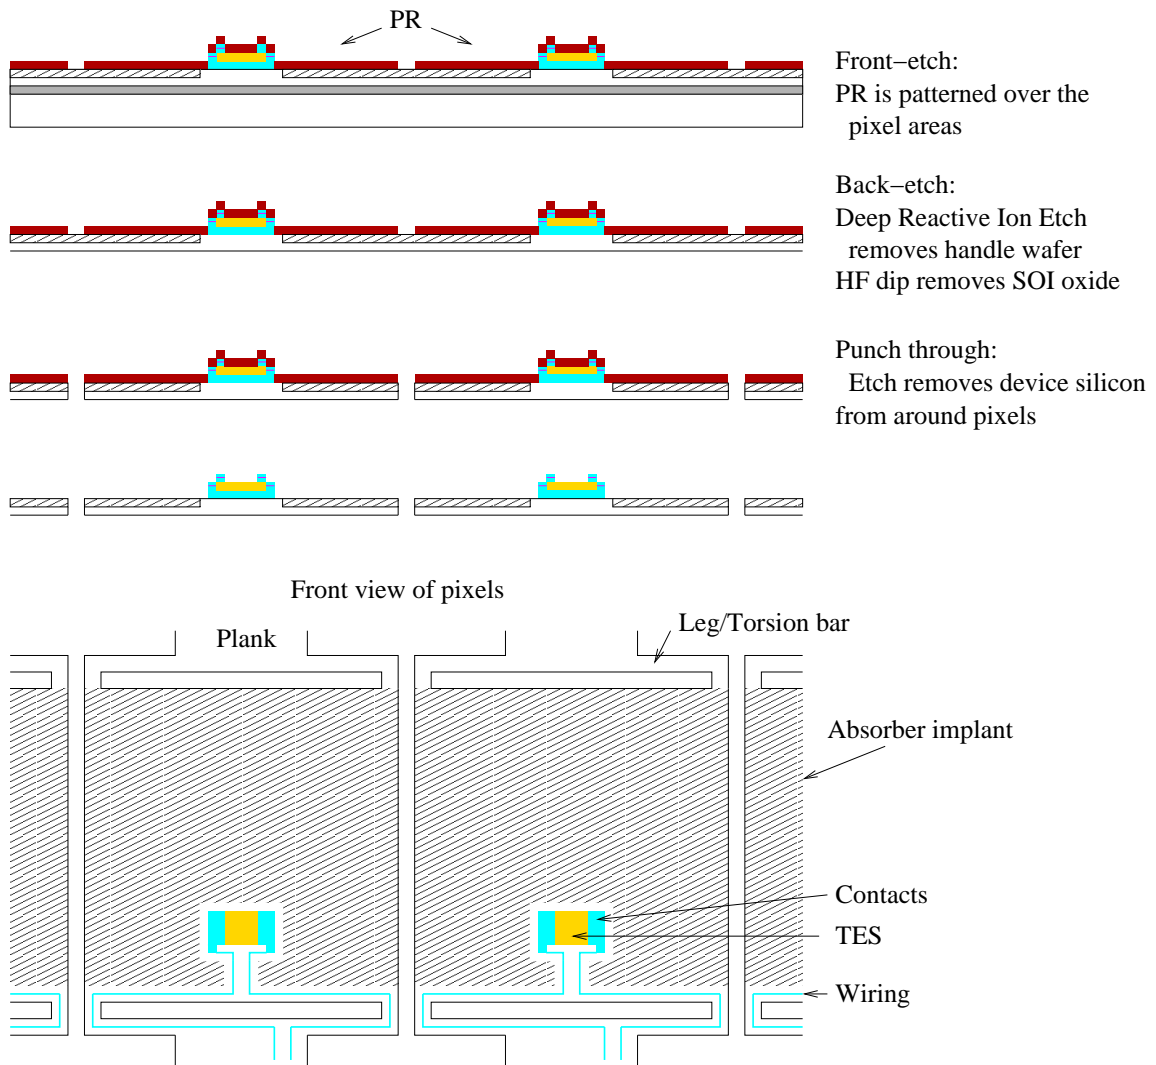 PR
Front−etch:
PR is patterned over the
pixel areas
Back−etch:
Deep Reactive Ion Etch
removes handle wafer
HF dip removes SOI oxide
Punch through:
Etch removes device silicon
from around pixels
Front view of pixels
Plank
Leg/Torsion bar
Absorber implant
Contacts
TES
Wiring